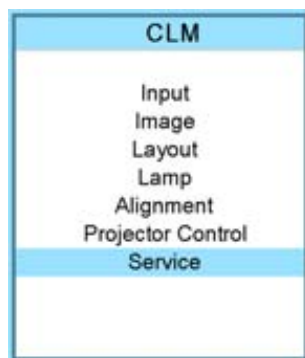 CLM
Input
Image
Layout
Lamp
Alignment
Projector Control
Service